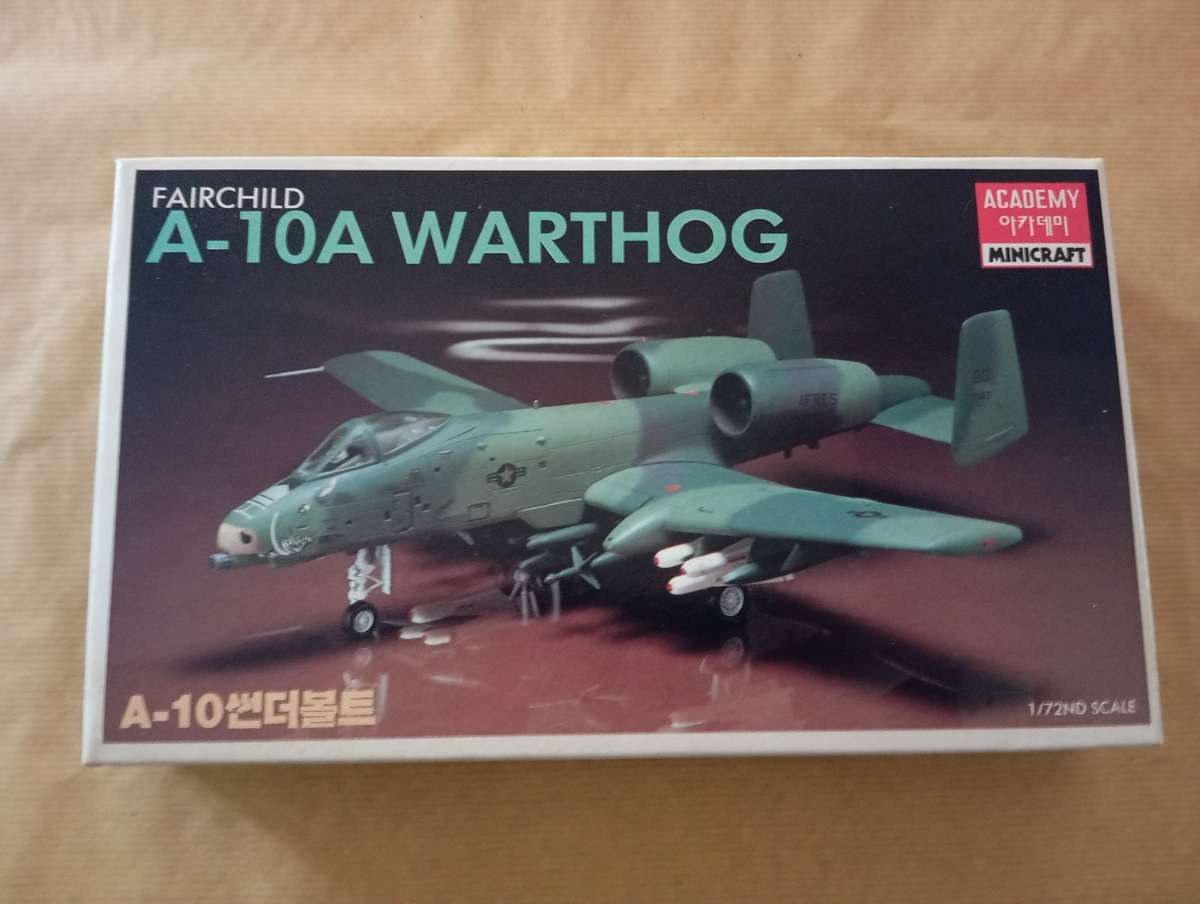 FAIRCHILD
A-10A WARTHOG
ACADEMY
아카데미
MINICRAFT
AFRES
BD
A-10썬더볼트
1/72ND SCALE